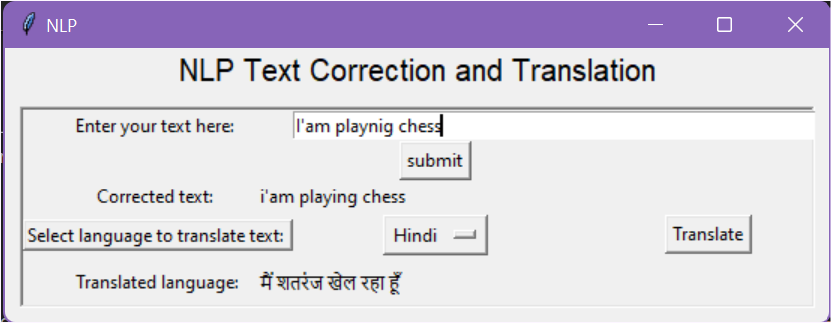 NLP
NLP Text Correction and Translation
Enter your text here: I'am playnig chess
submit
Corrected text: i'am playing chess
Select language to translate text: Hindi Translate
Translated language: मैं शतरंज खेल रहा हूँ